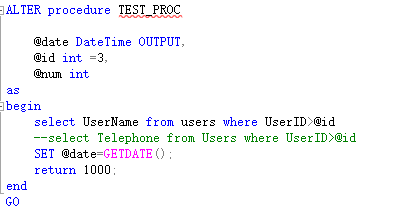 ALTER procedure TEST_PROC
@date DateTime OUTPUT,
@id int =3,
@num int
as
begin
select UserName from users where UserID>@id
--select Telephone from Users where UserID>@id
SET @date=GETDATE();
return 1000;
end
GO